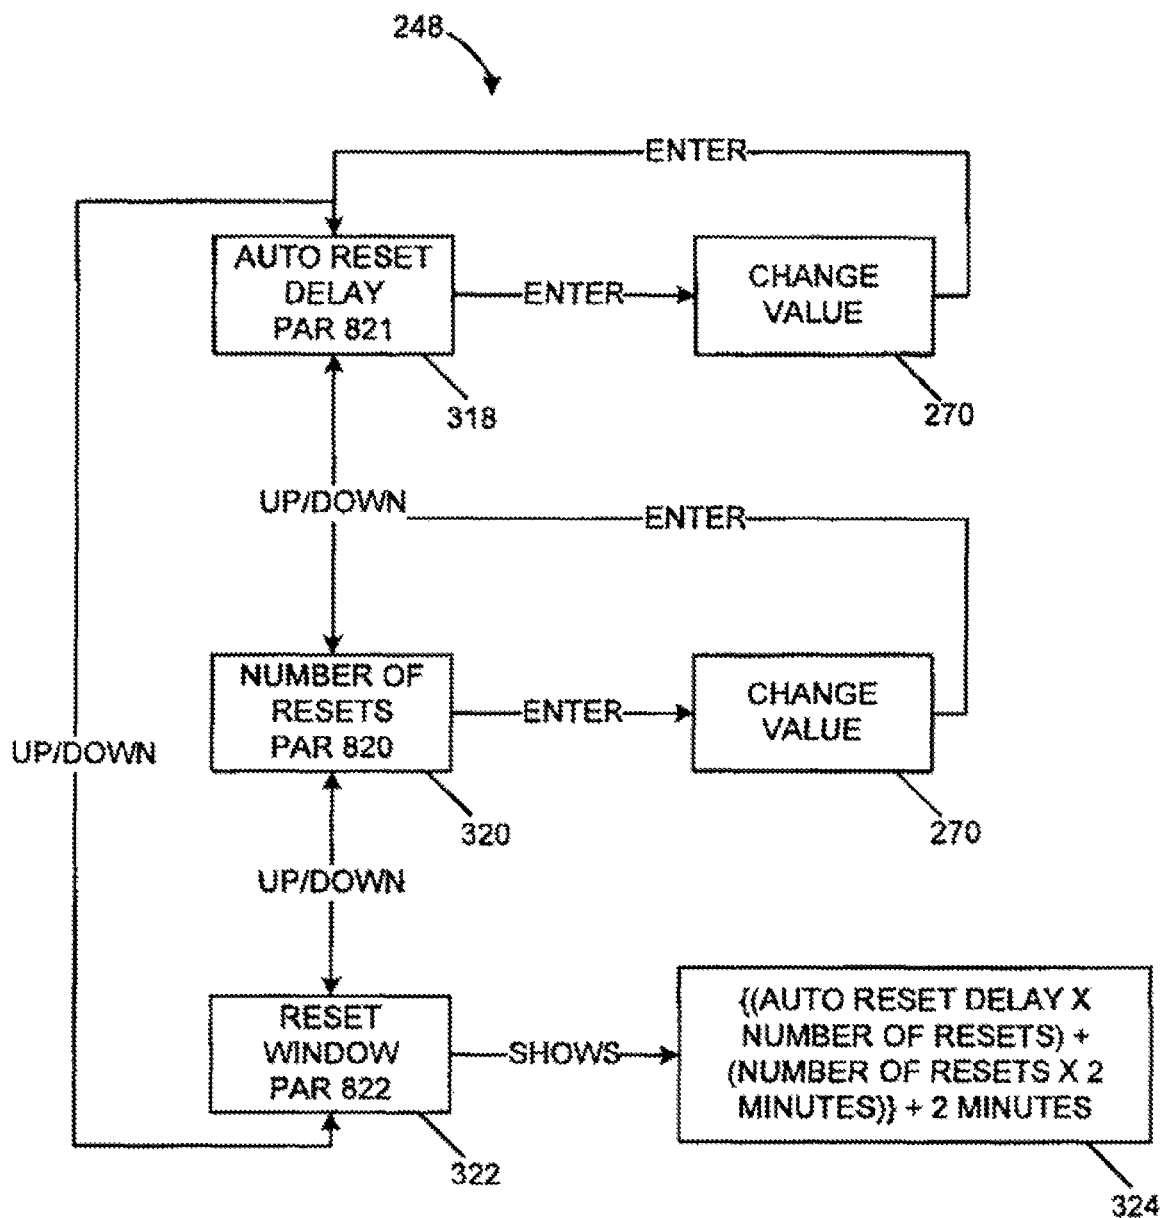 248
ENTER
AUTO RESET
DELAY
PAR 821
ENTER
CHANGE
VALUE
318
270
UP/DOWN
ENTER
NUMBER OF
RESETS
PAR 820
ENTER
CHANGE
VALUE
UP/DOWN
320
270
UP/DOWN
RESET
WINDOW
PAR 822
SHOWS
{(AUTO RESET DELAY X
NUMBER OF RESETS) +
(NUMBER OF RESETS X 2
MINUTES)} + 2 MINUTES
322
324